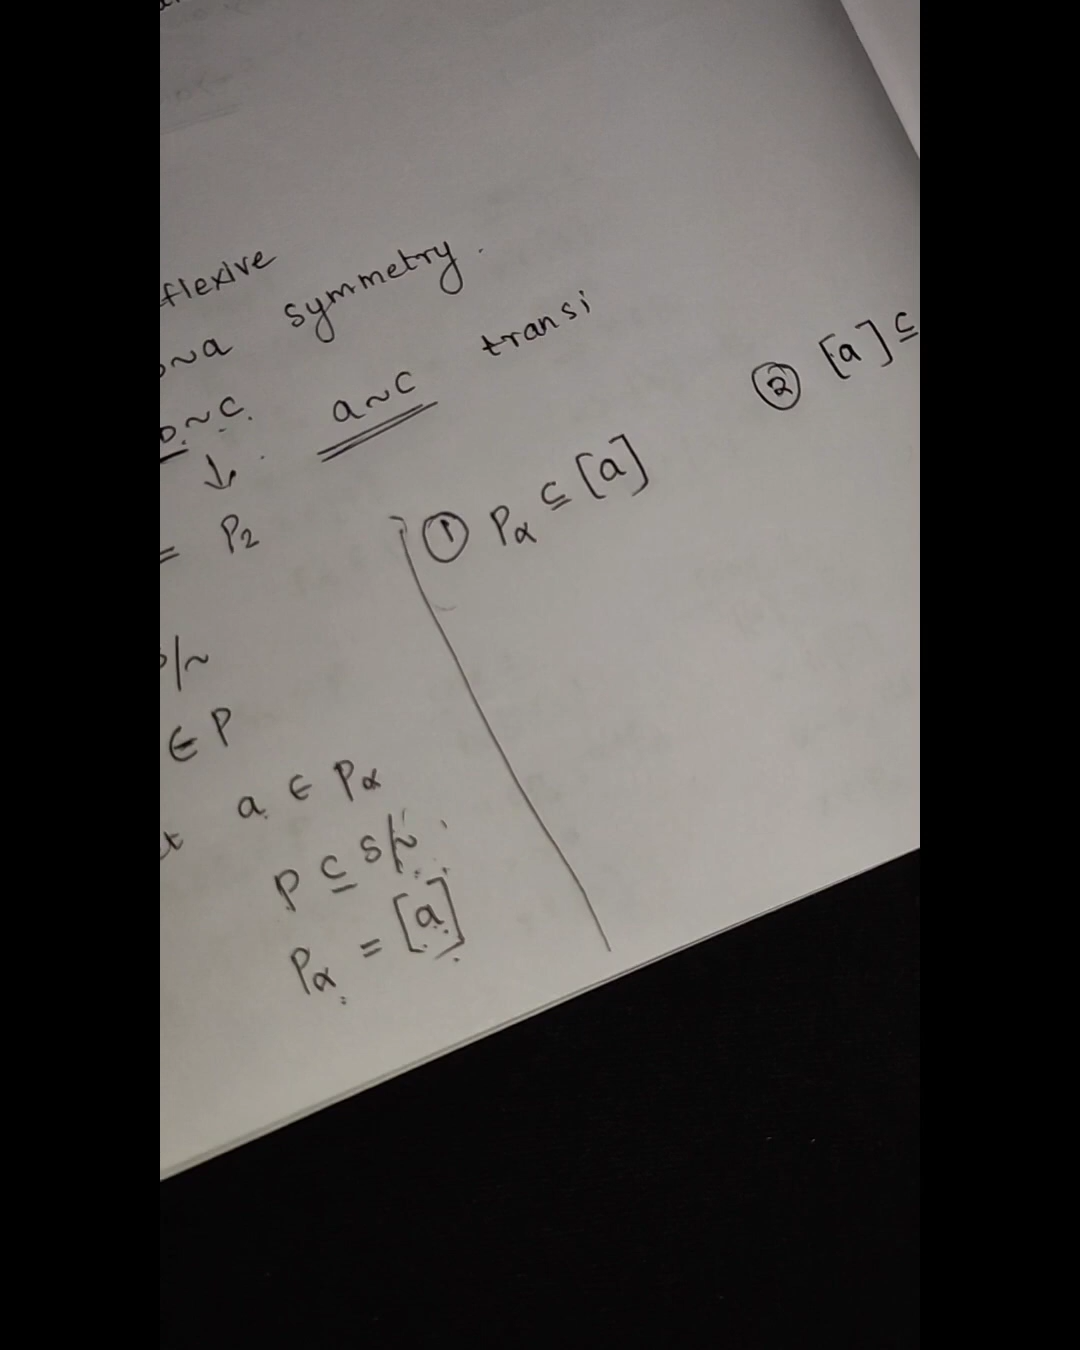 flexive
~a symmetry.
b~c. a~c transi
↓
= P₂
① Pα ⊆ [a]
② [a] ⊆
/~
∈ P
a ∈ Pα
P ⊆ S/~
Pα = [a]